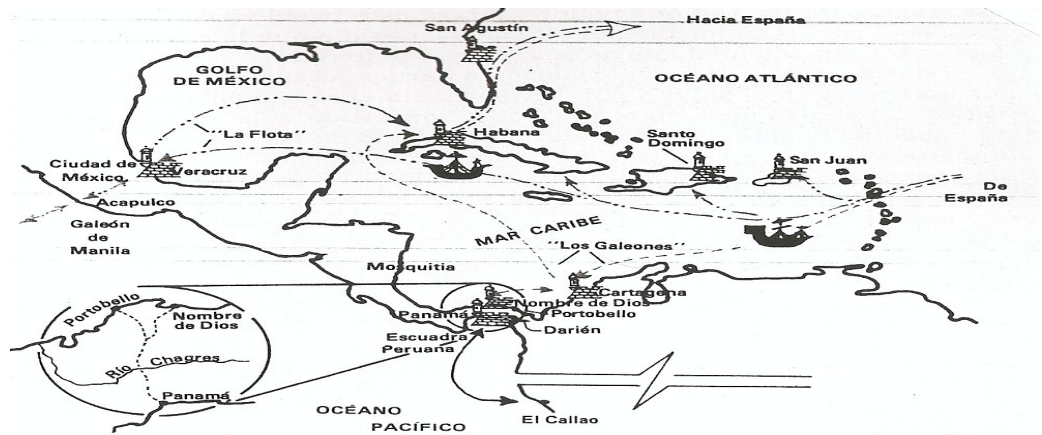 San Agustín
Hacia España
GOLFO
DE MÉXICO
OCÉANO ATLÁNTICO
"La Flota"
Habana
Santo
Domingo
San Juan
Ciudad de
México
Veracruz
De
España
Acapulco
Galeón
de
Manila
MAR CARIBE
"Los Galeones"
Mosquitia
Cartagena
Nombre de Dios
Panamá
Portobello
Darién
Escuadra
Peruana
Portobello
Nombre
de Dios
Río Chagres
Panamá
OCÉANO
PACÍFICO
El Callao